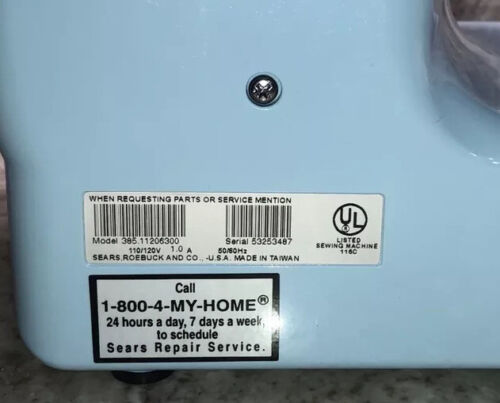 WHEN REQUESTING PARTS OR SERVICE MENTION
Model 385.11206300 Serial 53253487
110/120V 1.0 A 50/60Hz
SEARS,ROEBUCK AND CO., -U.S.A. MADE IN TAIWAN
UL
LISTED
SEWING MACHINE
116C
Call
1-800-4-MY-HOME®
24 hours a day, 7 days a week,
to schedule
Sears Repair Service.